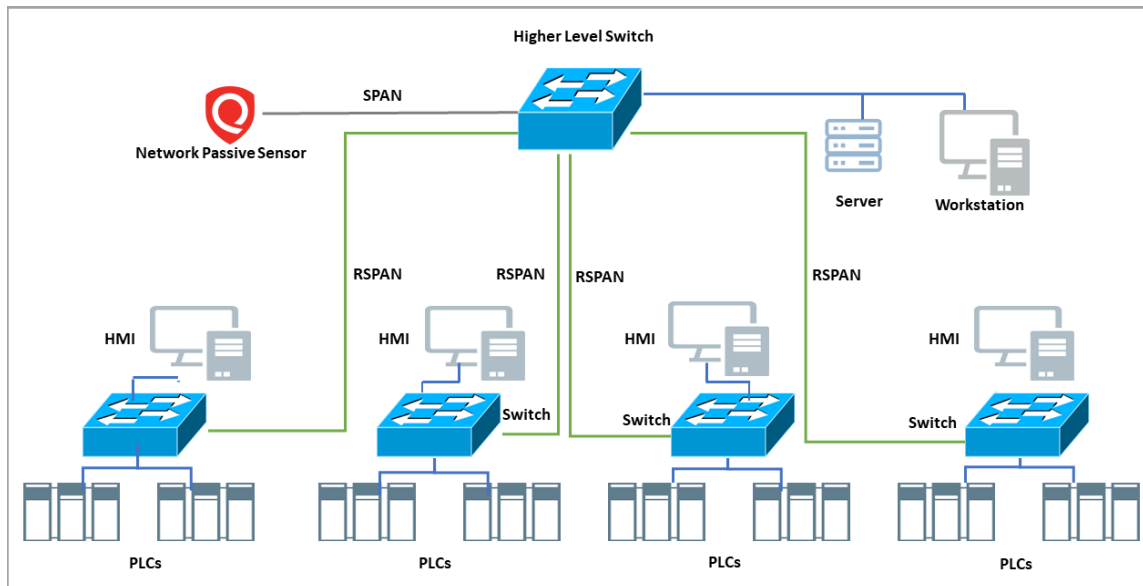 Higher Level Switch
SPAN
Network Passive Sensor
Server
Workstation
RSPAN
RSPAN
RSPAN
RSPAN
HMI
HMI
HMI
HMI
Switch
Switch
Switch
PLCs
PLCs
PLCs
PLCs